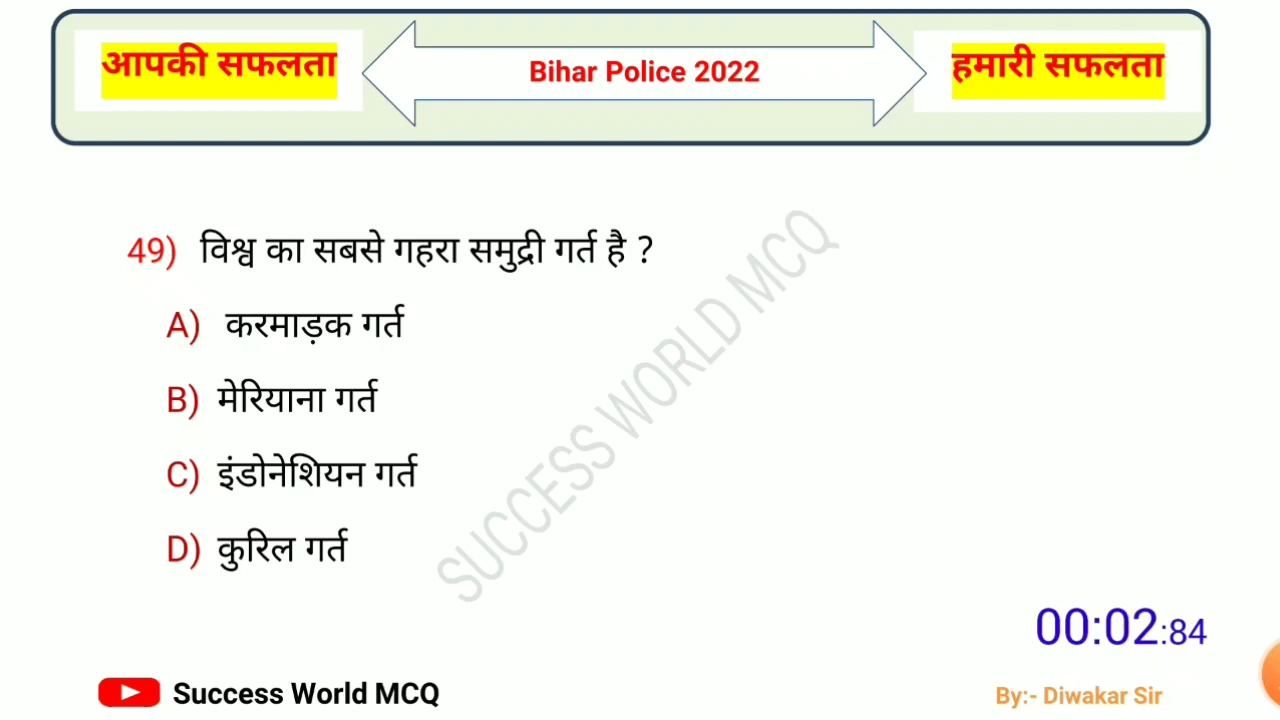 आपकी सफलता
Bihar Police 2022
हमारी सफलता
49) विश्व का सबसे गहरा समुद्री गर्त है ?
A) करमाड़क गर्त
B) मेरियाना गर्त
C) इंडोनेशियन गर्त
D) कुरिल गर्त
SUCCESS WORLD MCQ
00:02:84
Success World MCQ
By:- Diwakar Sir